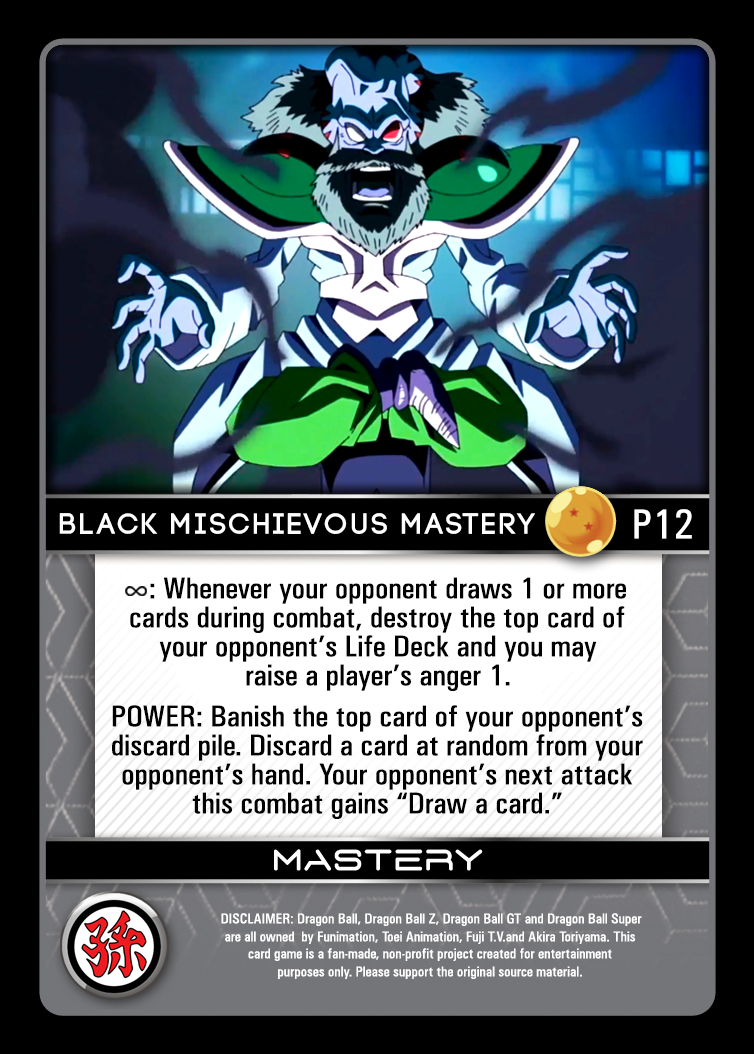 BLACK MISCHIEVOUS MASTERY P12
∞: Whenever your opponent draws 1 or more
cards during combat, destroy the top card of
your opponent’s Life Deck and you may
raise a player’s anger 1.
POWER: Banish the top card of your opponent’s
discard pile. Discard a card at random from your
opponent’s hand. Your opponent’s next attack
this combat gains “Draw a card.”
MASTERY
孫
DISCLAIMER: Dragon Ball, Dragon Ball Z, Dragon Ball GT and Dragon Ball Super
are all owned by Funimation, Toei Animation, Fuji T.V.and Akira Toriyama. This
card game is a fan-made, non-profit project created for entertainment
purposes only. Please support the original source material.